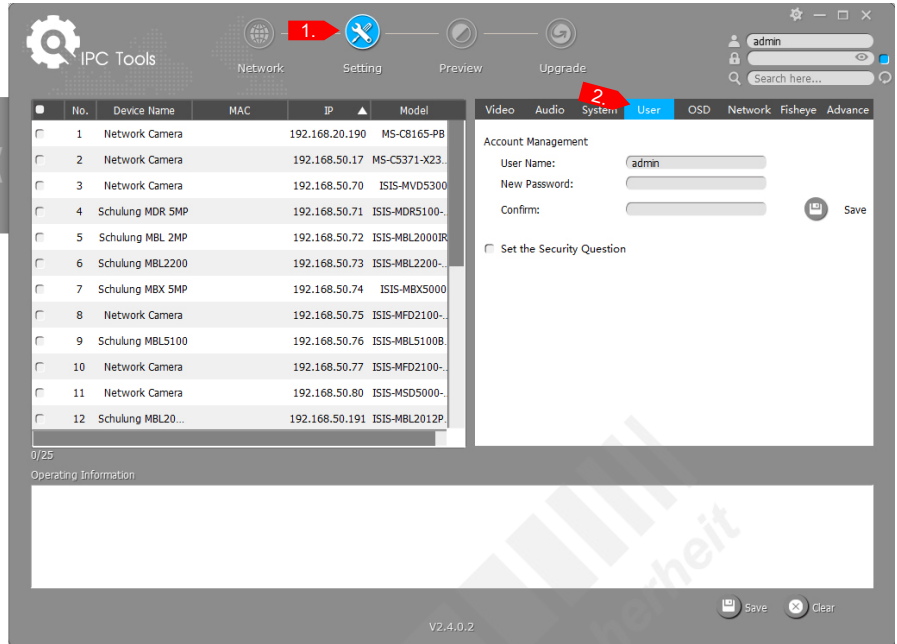 IPC Tools
1.
Network
Setting
Preview
Upgrade
admin
Search here...
No. Device Name MAC IP Model
1 Network Camera 192.168.20.190 MS-C8165-PB
2 Network Camera 192.168.50.17 MS-C5371-X23..
3 Network Camera 192.168.50.70 ISIS-MVD5300
4 Schulung MDR 5MP 192.168.50.71 ISIS-MDR5100-..
5 Schulung MBL 2MP 192.168.50.72 ISIS-MBL2000IR
6 Schulung MBL2200 192.168.50.73 ISIS-MBL2200-..
7 Schulung MBX 5MP 192.168.50.74 ISIS-MBX5000
8 Network Camera 192.168.50.75 ISIS-MFD2100-..
9 Schulung MBL5100 192.168.50.76 ISIS-MBL5100B.
10 Network Camera 192.168.50.77 ISIS-MFD2100-..
11 Network Camera 192.168.50.80 ISIS-MSD5000-..
12 Schulung MBL20... 192.168.50.191 ISIS-MBL2012P.
0/25
2.
Video Audio System User OSD Network Fisheye Advance
Account Management
User Name: admin
New Password:
Confirm:
Save
Set the Security Question
Operating Information
Save
Clear
V2.4.0.2